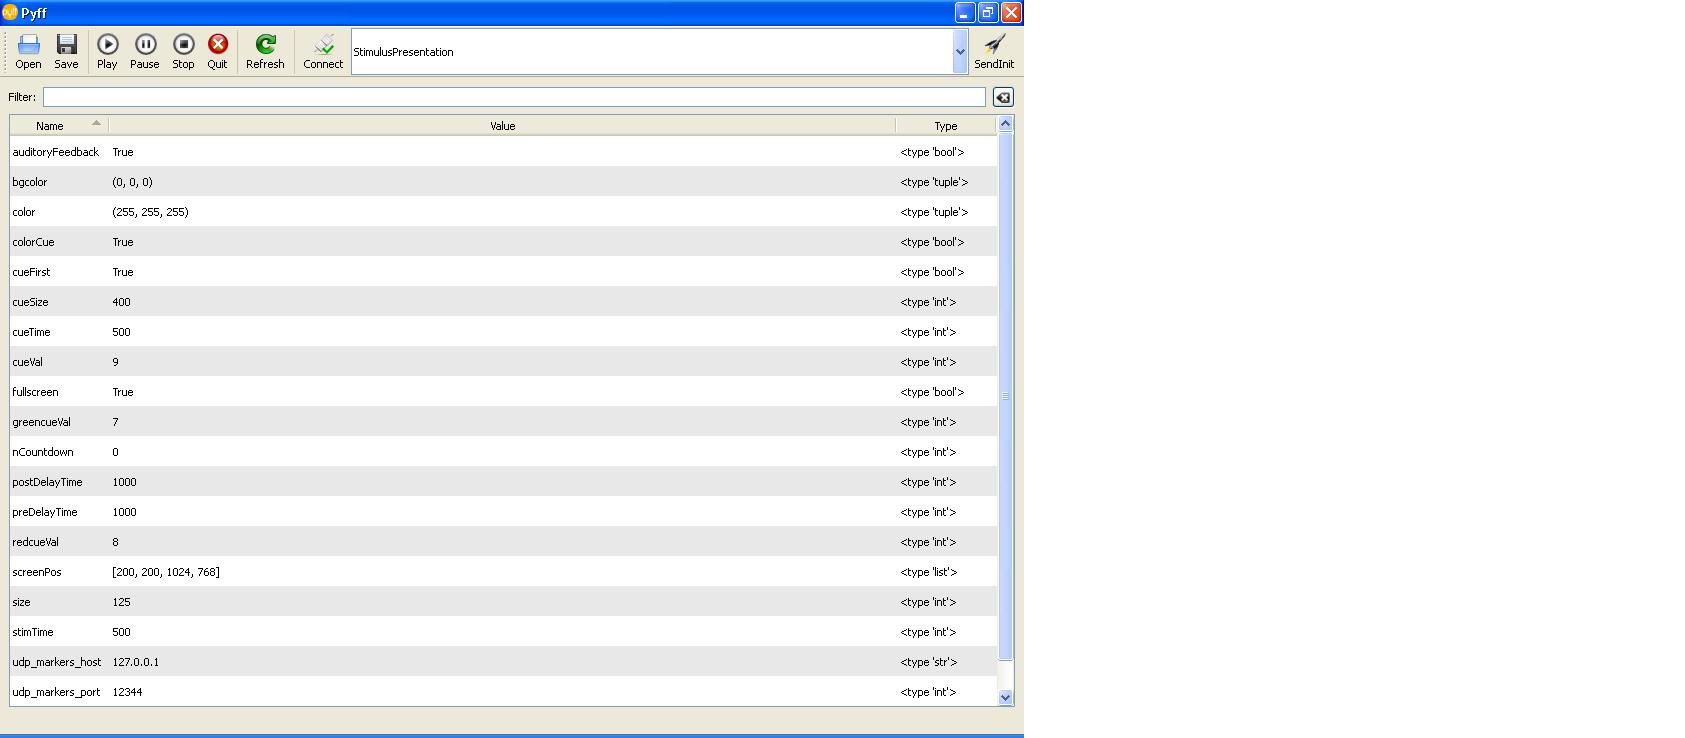 pyff Pyff
Open Save Play Pause Stop Quit Refresh Connect StimulusPresentation SendInit
Filter:
Name Value Type
auditoryFeedback True <type 'bool'>
bgcolor (0, 0, 0) <type 'tuple'>
color (255, 255, 255) <type 'tuple'>
colorCue True <type 'bool'>
cueFirst True <type 'bool'>
cueSize 400 <type 'int'>
cueTime 500 <type 'int'>
cueVal 9 <type 'int'>
fullscreen True <type 'bool'>
greencueVal 7 <type 'int'>
nCountdown 0 <type 'int'>
postDelayTime 1000 <type 'int'>
preDelayTime 1000 <type 'int'>
redcueVal 8 <type 'int'>
screenPos [200, 200, 1024, 768] <type 'list'>
size 125 <type 'int'>
stimTime 500 <type 'int'>
udp_markers_host 127.0.0.1 <type 'str'>
udp_markers_port 12344 <type 'int'>